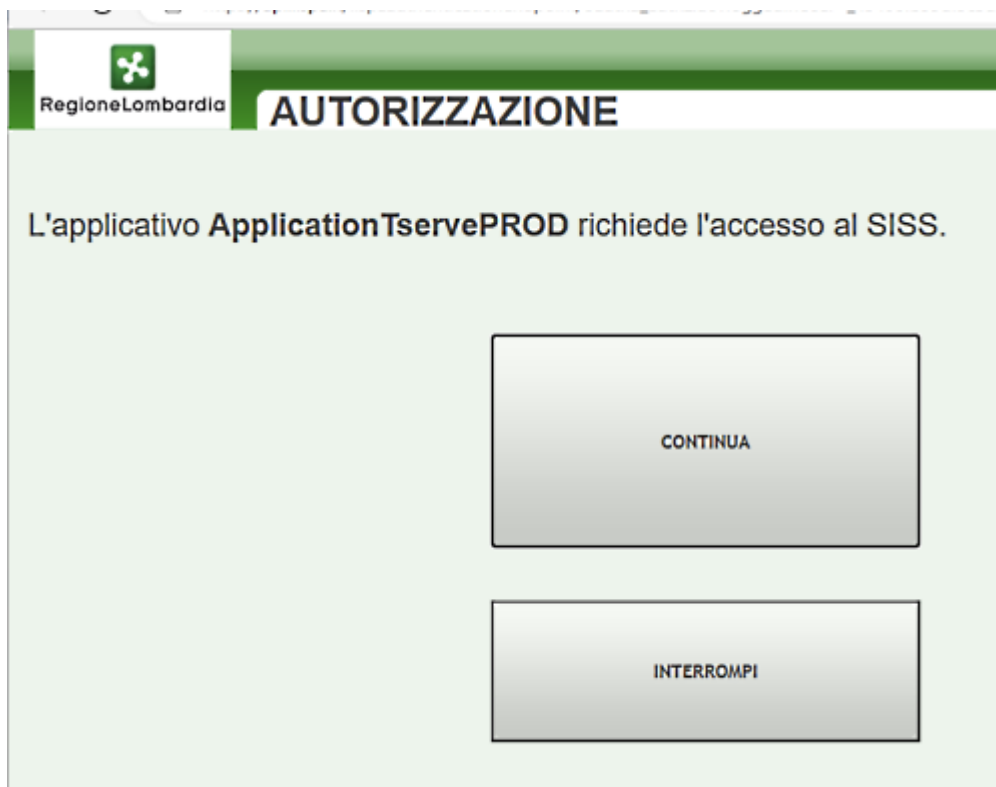 RegioneLombardia
AUTORIZZAZIONE
L'applicativo ApplicationTservePROD richiede l'accesso al SISS.
CONTINUA
INTERROMPI